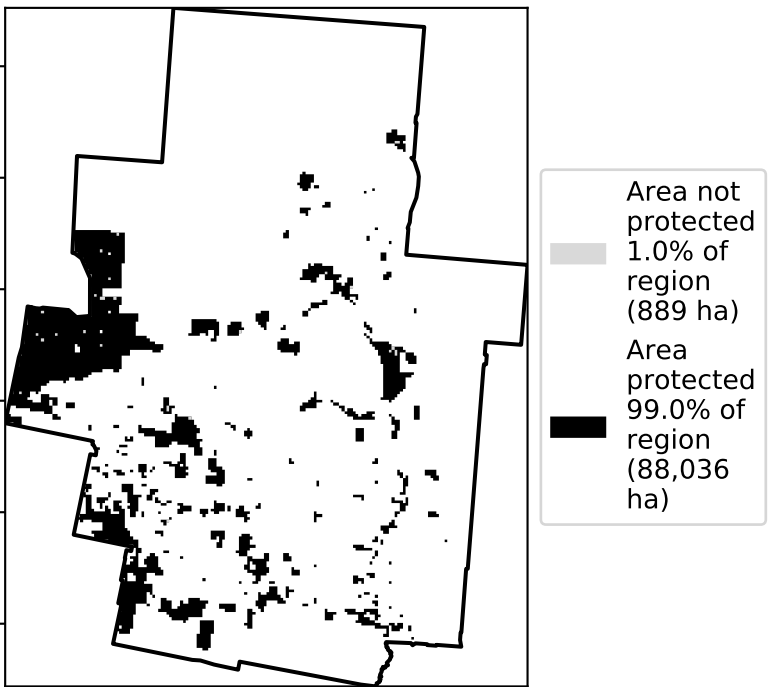 Area not
protected
1.0% of
region
(889 ha)
Area
protected
99.0% of
region
(88,036
ha)